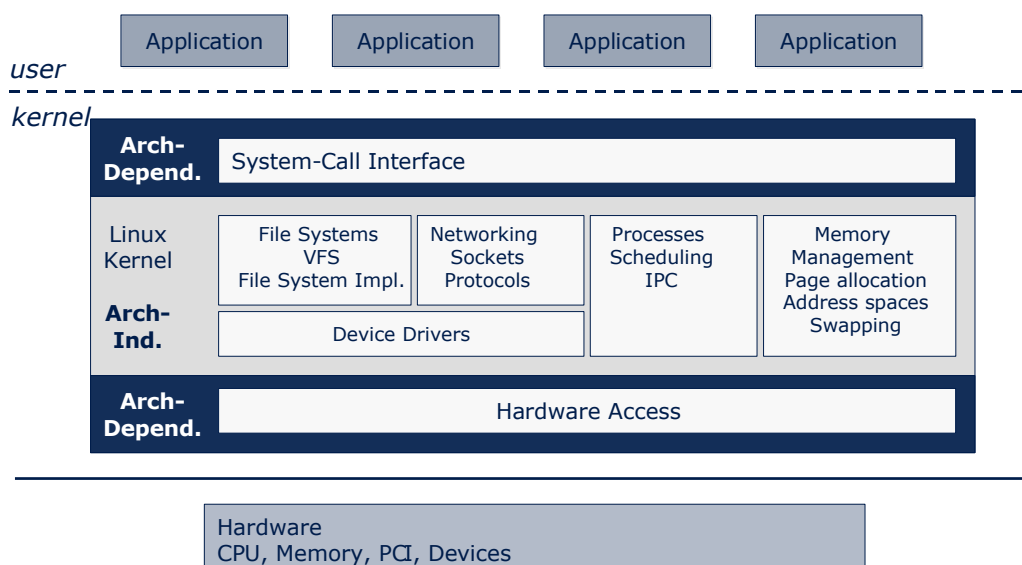 Application
Application
Application
Application
user
kernel
Arch-
Depend.
System-Call Interface
Linux
Kernel
Arch-
Ind.
File Systems
VFS
File System Impl.
Networking
Sockets
Protocols
Device Drivers
Processes
Scheduling
IPC
Memory
Management
Page allocation
Address spaces
Swapping
Arch-
Depend.
Hardware Access
Hardware
CPU, Memory, PCI, Devices